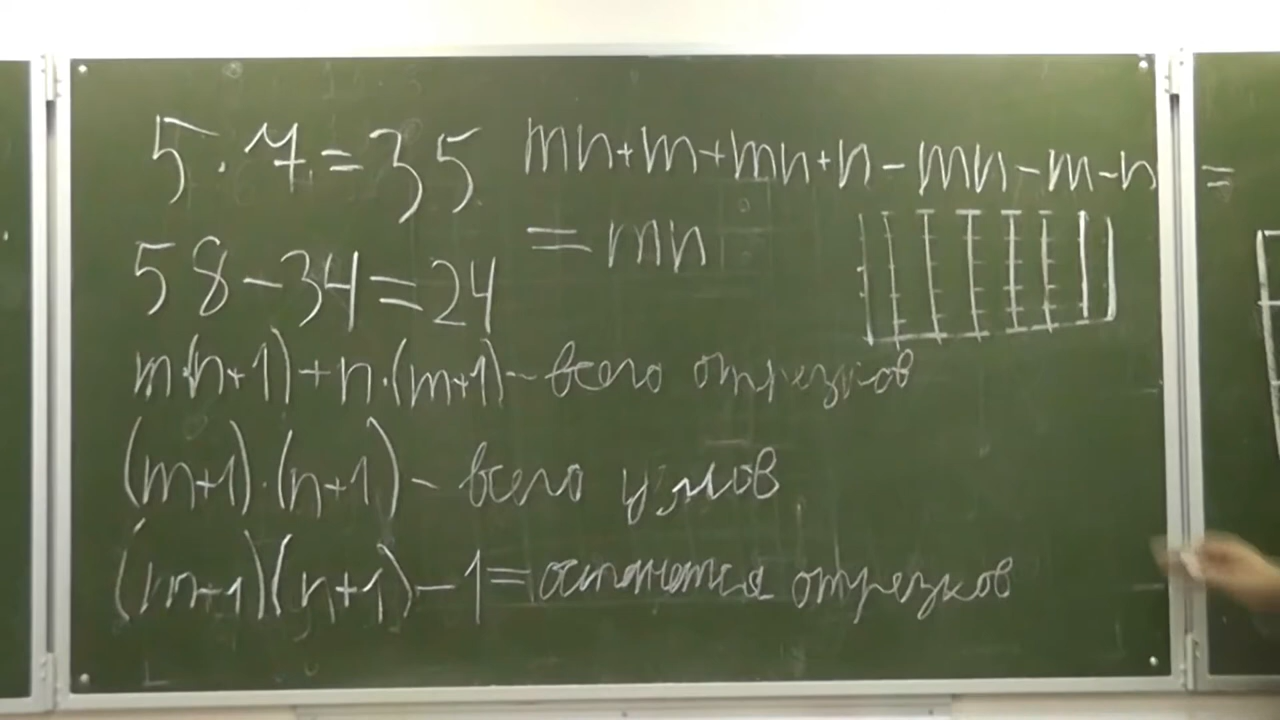 5·7=35
mn+m+mn+n-mn-m-n =
=mn
58-34=24
m·(n+1)+n·(m+1)-всего отрезков
(m+1)·(n+1)- всего узлов
(m+1)(n+1)-1=останется отрезков